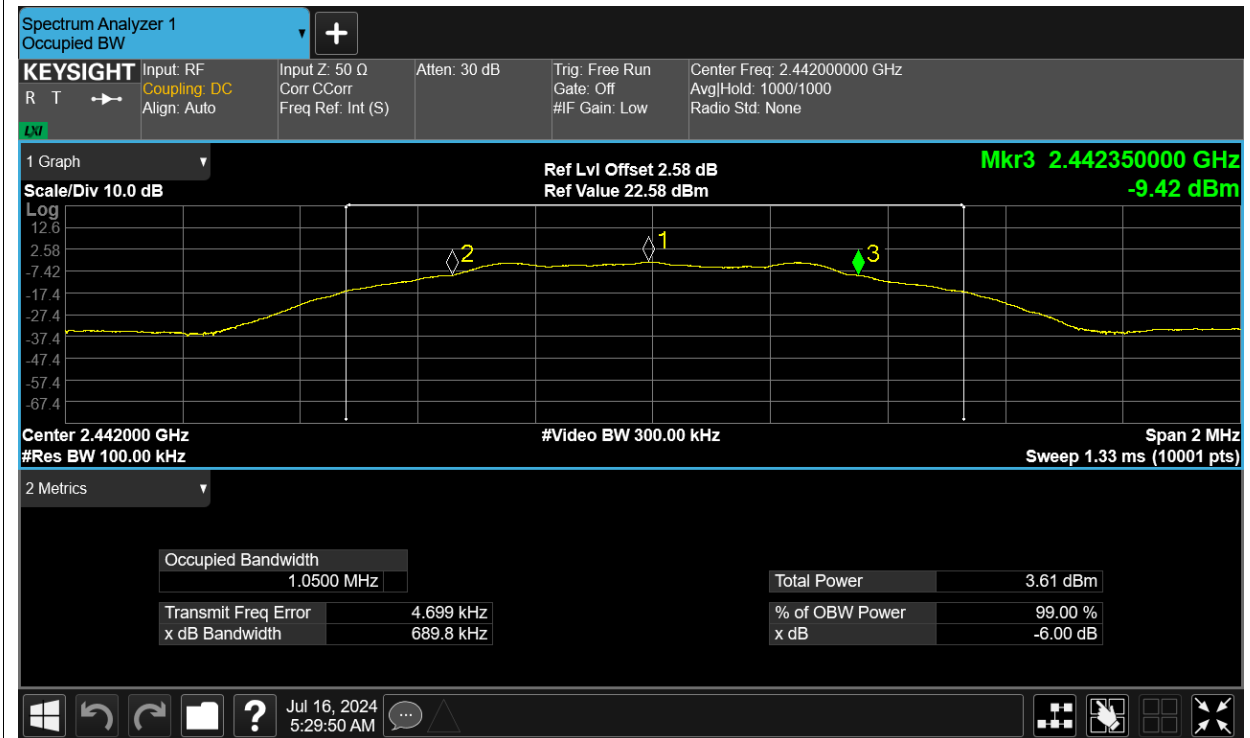 Spectrum Analyzer 1
Occupied BW
+
KEYSIGHT
R T
LXI
Input: RF
Coupling: DC
Align: Auto
Input Z: 50 Ω
Corr CCorr
Freq Ref: Int (S)
Atten: 30 dB
Trig: Free Run
Gate: Off
#IF Gain: Low
Center Freq: 2.442000000 GHz
Avg|Hold: 1000/1000
Radio Std: None
1 Graph
Scale/Div 10.0 dB
Ref Lvl Offset 2.58 dB
Ref Value 22.58 dBm
Mkr3 2.442350000 GHz
-9.42 dBm
Log
12.6
2.58
-7.42
-17.4
-27.4
-37.4
-47.4
-57.4
-67.4
2
1
3
Center 2.442000 GHz
#Res BW 100.00 kHz
#Video BW 300.00 kHz
Span 2 MHz
Sweep 1.33 ms (10001 pts)
2 Metrics
Occupied Bandwidth
1.0500 MHz
Transmit Freq Error 4.699 kHz
x dB Bandwidth 689.8 kHz
Total Power 3.61 dBm
% of OBW Power 99.00 %
x dB -6.00 dB
?
Jul 16, 2024
5:29:50 AM